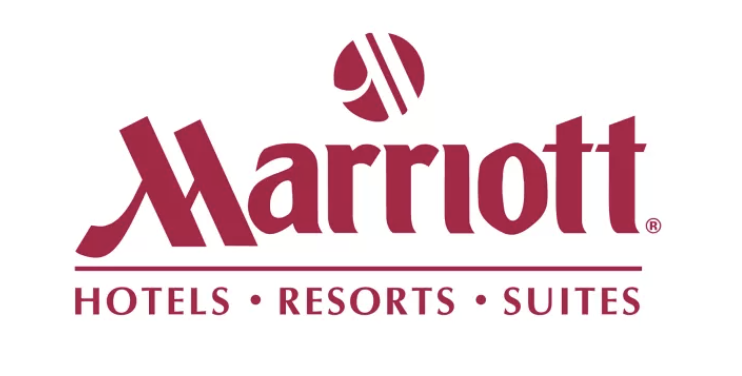 Marriott®
HOTELS • RESORTS • SUITES